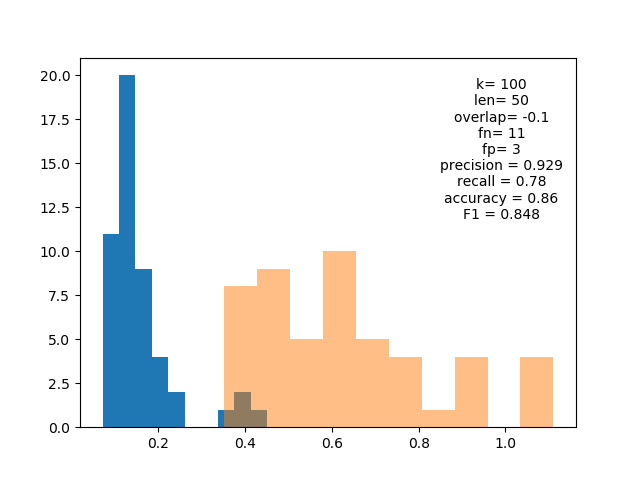 20.0
17.5
15.0
12.5
10.0
7.5
5.0
2.5
0.0
0.2 0.4 0.6 0.8 1.0
k= 100
len= 50
overlap= -0.1
fn= 11
fp= 3
precision = 0.929
recall = 0.78
accuracy = 0.86
F1 = 0.848